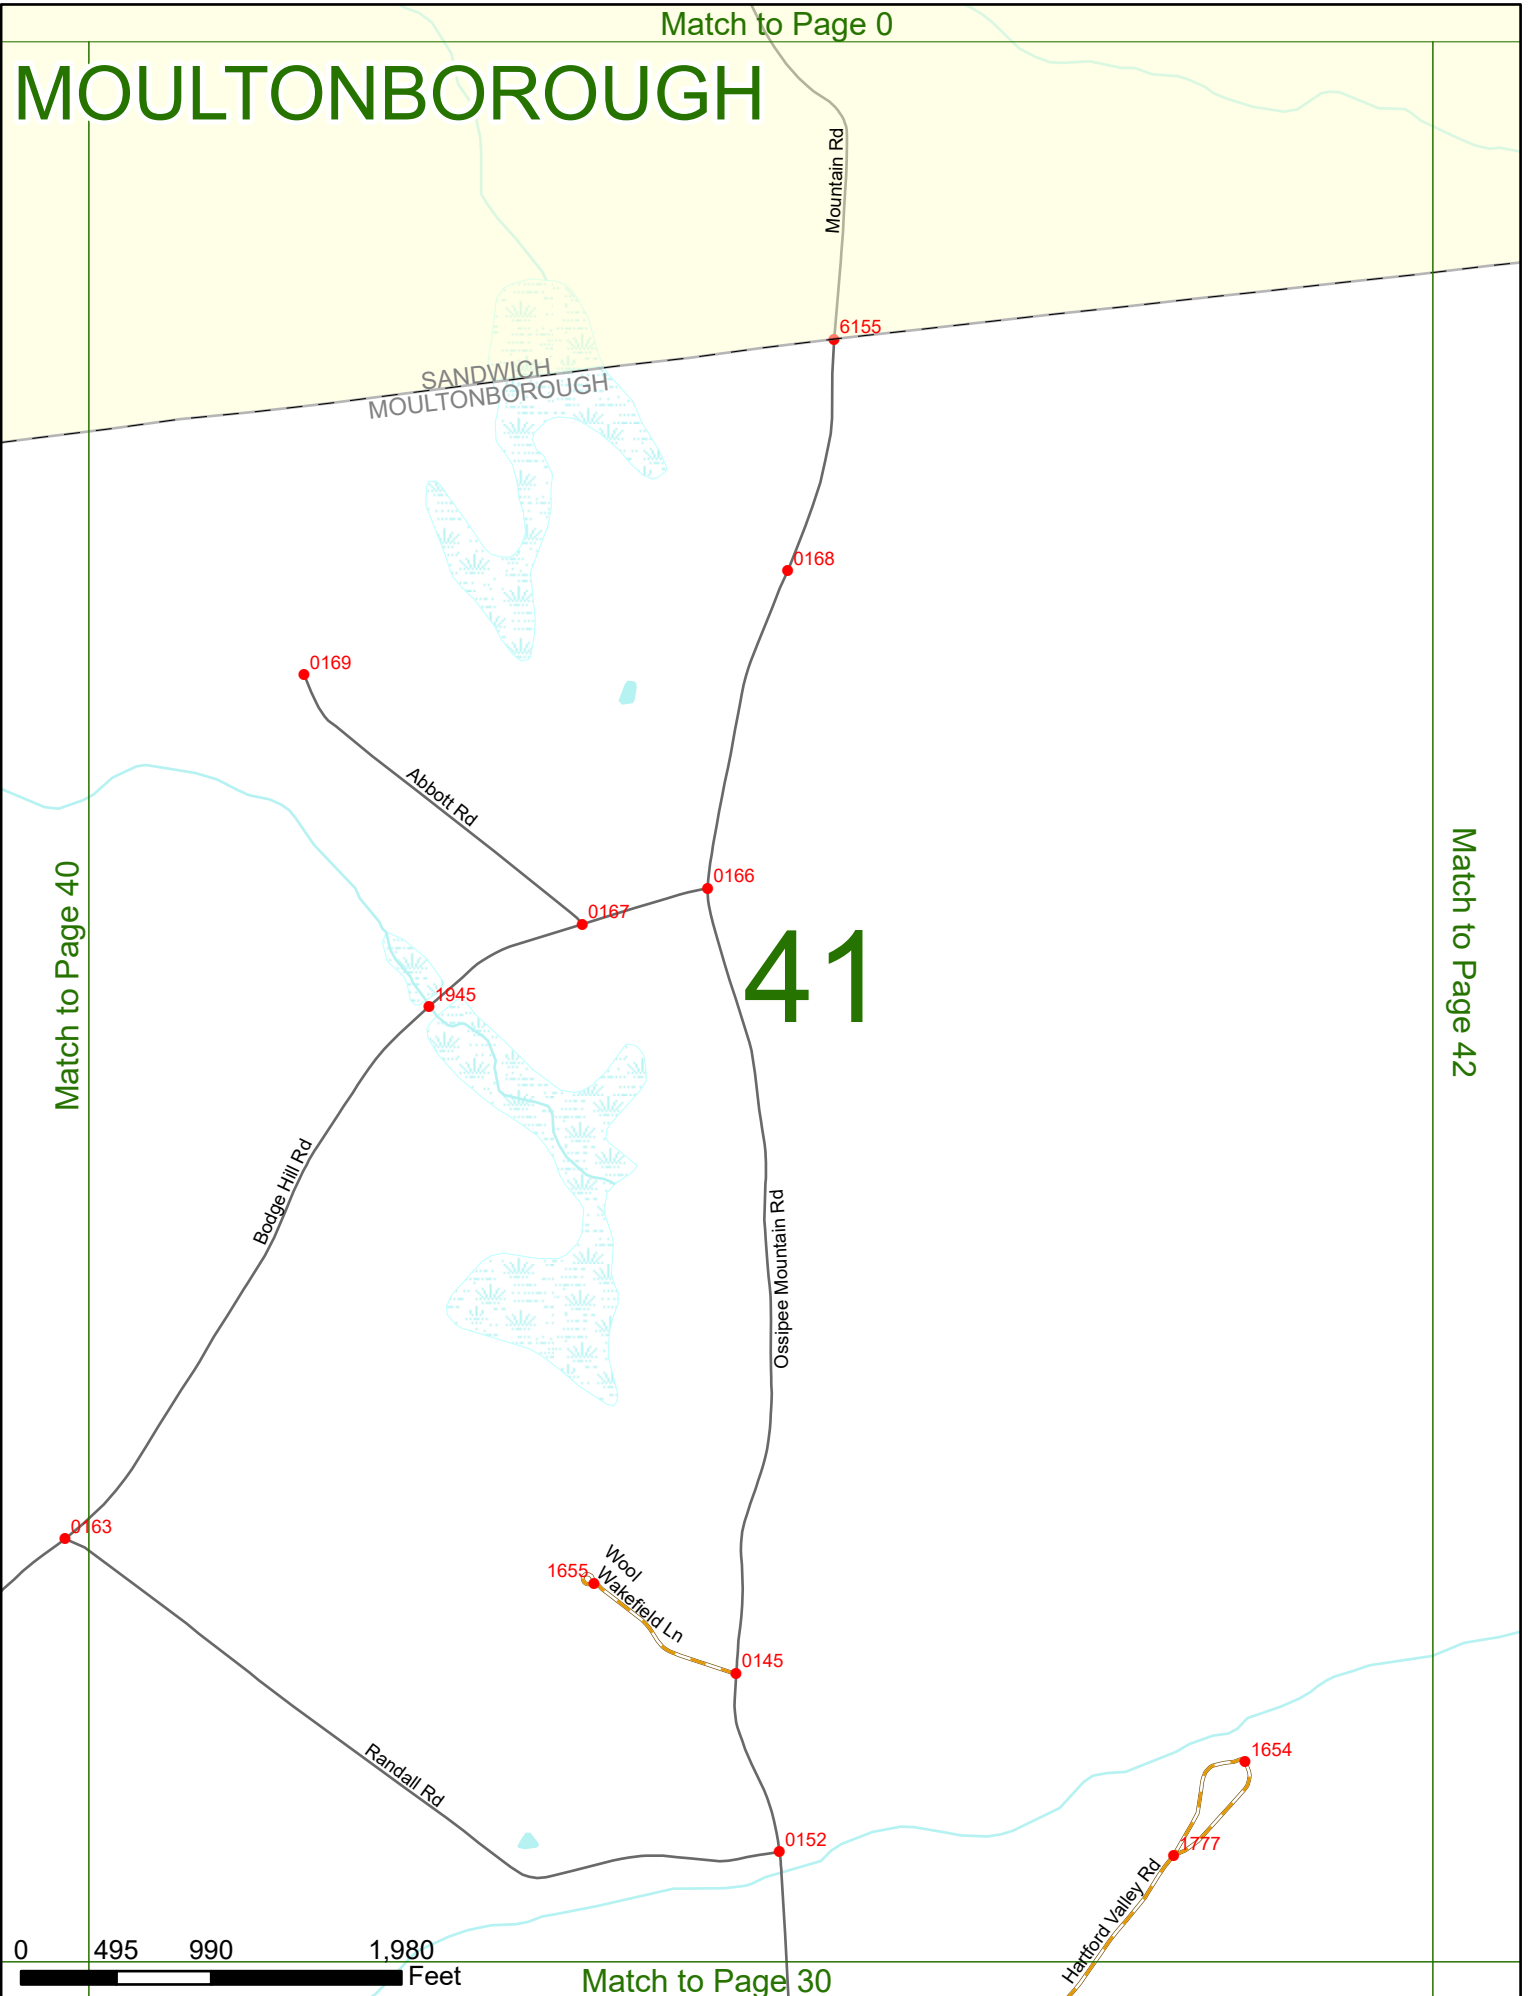 Match to Page 0
MOULTONBOROUGH
Mountain Rd
6155
SANDWICH
MOULTONBOROUGH
0168
0169
Abbott Rd
0166
0167
41
Match to Page 40
Match to Page 42
1945
Bodge Hill Rd
Ossipee Mountain Rd
0163
1655
Wool
Wakefield Ln
0145
Randall Rd
1654
0152
1777
Hartford Valley Rd
0 495 990 1,980
Feet
Match to Page 30